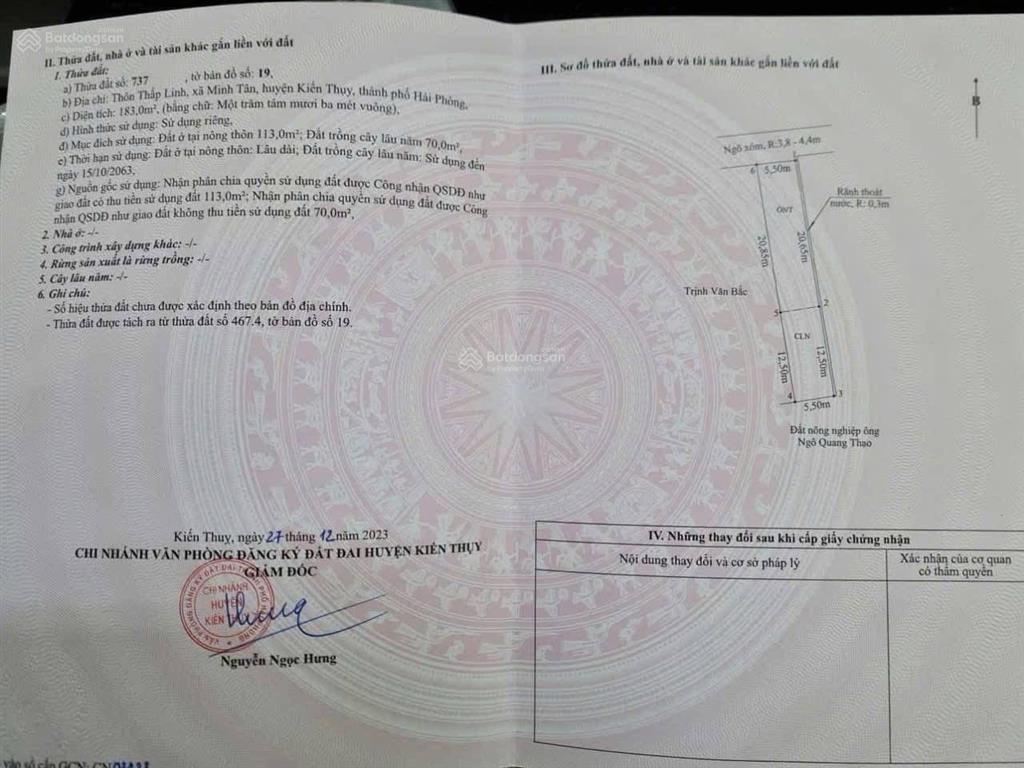 Batdongsan
by PropertyGuru
II. Thửa đất, nhà ở và tài sản khác gắn liền với đất
1. Thửa đất:
a) Thửa đất số: 737 , tờ bản đồ số: 19,
b) Địa chỉ: Thôn Thấp Linh, xã Minh Tân, huyện Kiến Thụy, thành phố Hải Phòng,
c) Diện tích: 183,0m², (bằng chữ: Một trăm tám mươi ba mét vuông),
d) Hình thức sử dụng: Sử dụng riêng,
đ) Mục đích sử dụng: Đất ở tại nông thôn 113,0m²; Đất trồng cây lâu năm 70,0m²,
e) Thời hạn sử dụng: Đất ở tại nông thôn: Lâu dài; Đất trồng cây lâu năm: Sử dụng đến
ngày 15/10/2063,
g) Nguồn gốc sử dụng: Nhận phân chia quyền sử dụng đất được Công nhận QSDĐ như
giao đất có thu tiền sử dụng đất 113,0m²; Nhận phân chia quyền sử dụng đất được Công
nhận QSDĐ như giao đất không thu tiền sử dụng đất 70,0m²,
2. Nhà ở: -/-
3. Công trình xây dựng khác: -/-
4. Rừng sản xuất là rừng trồng: -/-
5. Cây lâu năm: -/-
6. Ghi chú:
- Số hiệu thửa đất chưa được xác định theo bản đồ địa chính.
- Thửa đất được tách ra từ thửa đất số 467.4, tờ bản đồ số 19.
Kiến Thụy, ngày 27 tháng 12 năm 2023
CHI NHÁNH VĂN PHÒNG ĐĂNG KÝ ĐẤT ĐAI HUYỆN KIẾN THỤY
GIÁM ĐỐC
CHI NHÁNH
HUYỆN
KIẾN
Nguyễn Ngọc Hưng
III. Sơ đồ thửa đất, nhà ở và tài sản khác gắn liền với đất
B
Ngõ xóm, R:3,8 - 4,4m
6 5,50m 1
Rãnh thoát
nước, R: 0,3m
ONT
20,85m 20,65m
Trịnh Văn Bắc
5 2
CLN
12,50m 12,50m
4 3
5,50m
Đất nông nghiệp ông
Ngô Quang Thạo
Batdongsan
by PropertyGuru
IV. Những thay đổi sau khi cấp giấy chứng nhận
Nội dung thay đổi và cơ sở pháp lý
Xác nhận của cơ quan
có thẩm quyền